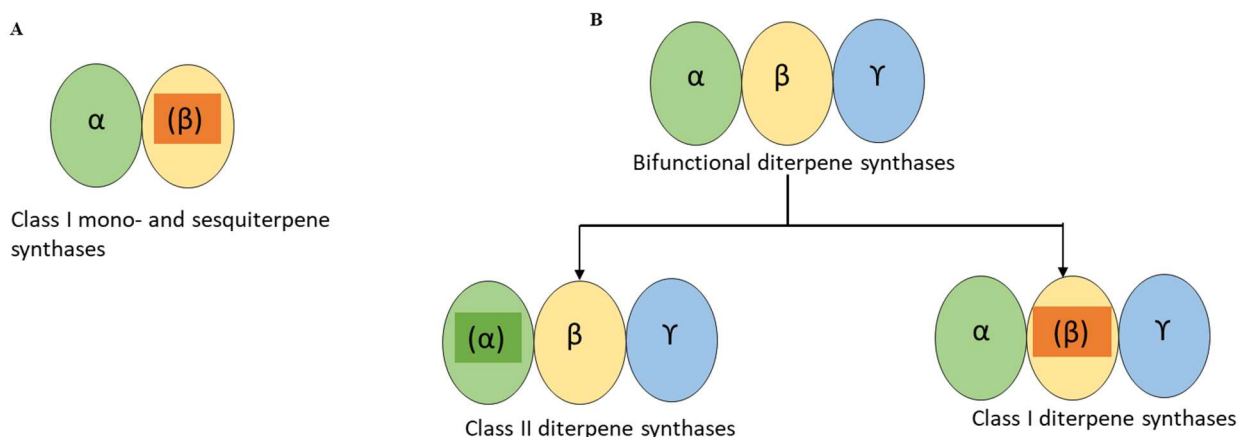 A
α (β)
Class I mono- and sesquiterpene
synthases
B
α β ϒ
Bifunctional diterpene synthases
(α) β ϒ
Class II diterpene synthases
α (β) ϒ
Class I diterpene synthases